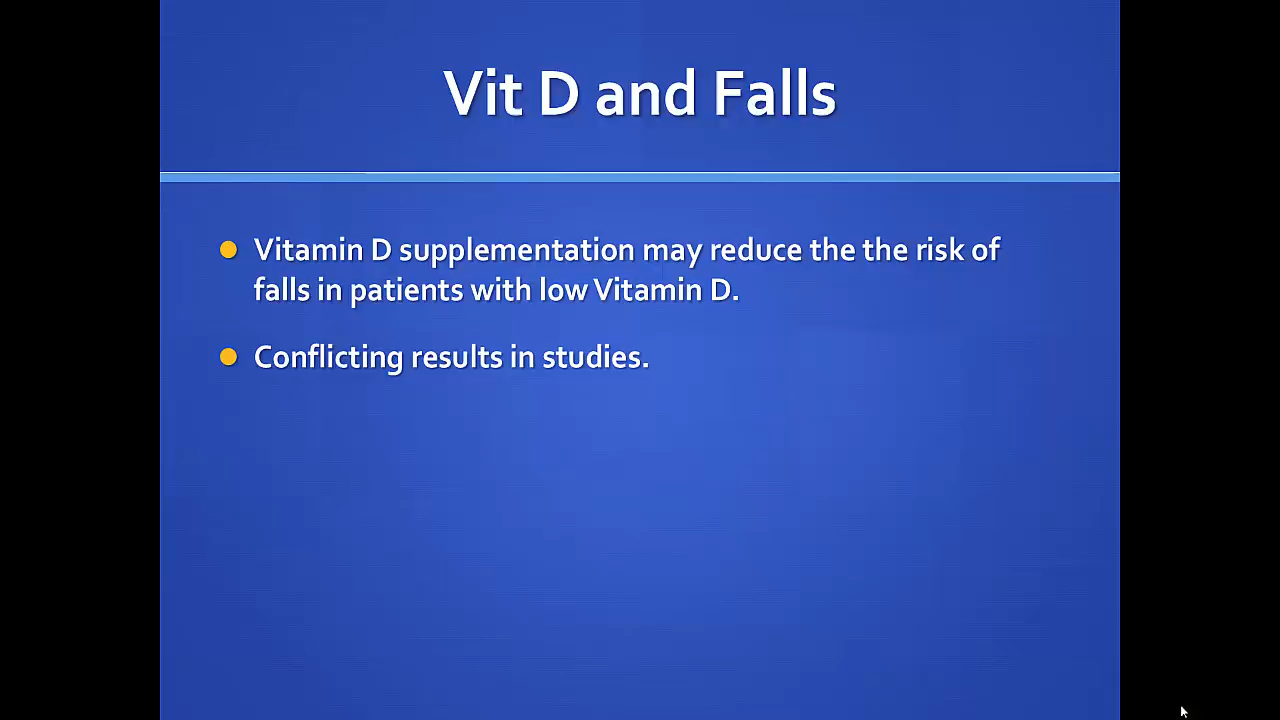 Vit D and Falls
Vitamin D supplementation may reduce the the risk of
falls in patients with low Vitamin D.
Conflicting results in studies.